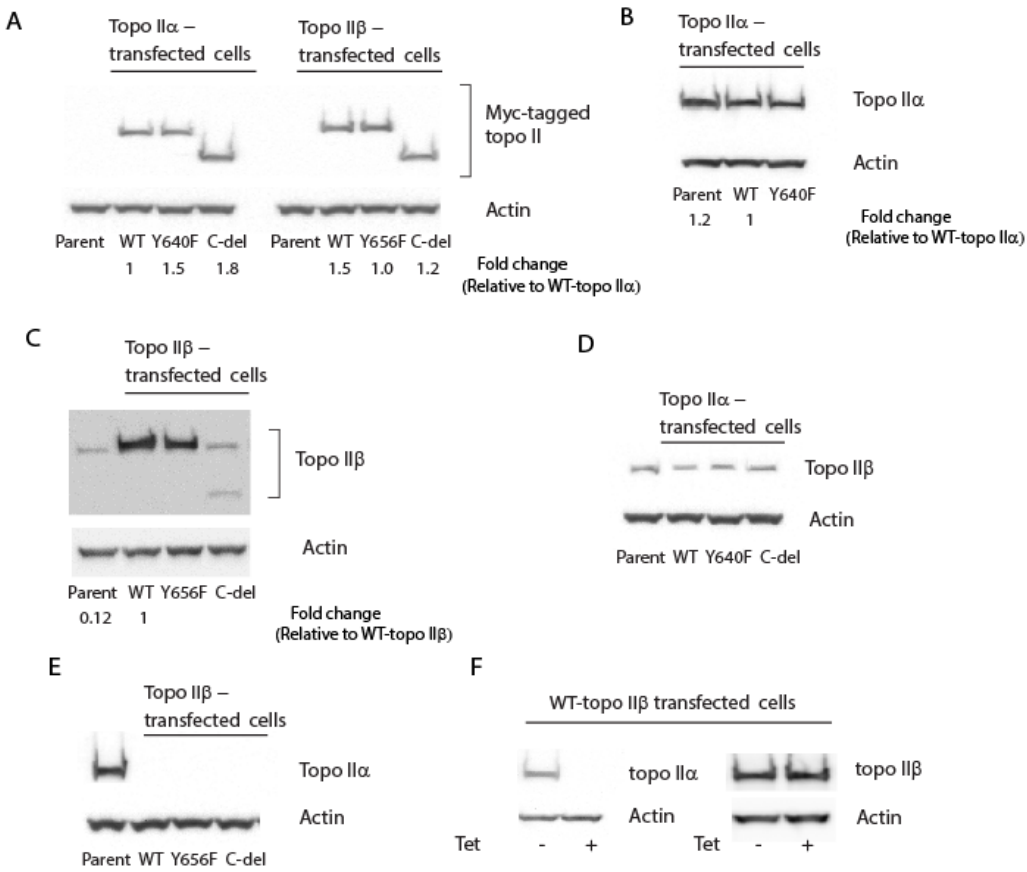 A
Topo IIα –
transfected cells
Topo IIβ –
transfected cells
Myc-tagged
topo II
Actin
Parent WT Y640F C-del Parent WT Y656F C-del
1 1.5 1.8 1.5 1.0 1.2
Fold change
(Relative to WT-topo IIα)
B
Topo IIα –
transfected cells
Topo IIα
Actin
Parent WT Y640F
1.2 1
Fold change
(Relative to WT-topo IIα)
C
Topo IIβ –
transfected cells
Topo IIβ
Actin
Parent WT Y656F C-del
0.12 1
Fold change
(Relative to WT-topo IIβ)
D
Topo IIα –
transfected cells
Topo IIβ
Actin
Parent WT Y640F C-del
E
Topo IIβ –
transfected cells
Topo IIα
Actin
Parent WT Y656F C-del
F
WT-topo IIβ transfected cells
topo IIα
topo IIβ
Actin
Actin
Tet - + Tet - +